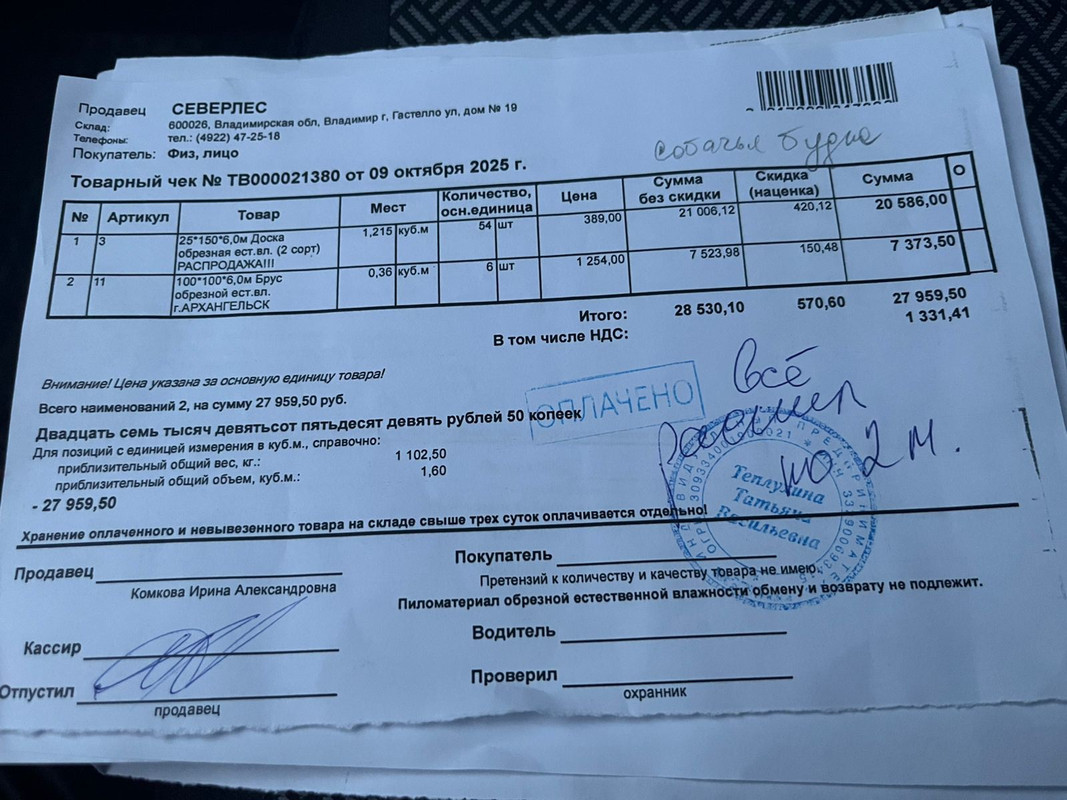 Продавец СЕВЕРЛЕС
Склад: 600026, Владимирская обл, Владимир г, Гастелло ул, дом № 19
Телефоны: тел.: (4922) 47-25-18
Покупатель: Физ, лицо
собачья будка
Товарный чек № ТВ000021380 от 09 октября 2025 г.
№ Артикул Товар Мест Количество, осн.единица Цена Сумма без скидки Скидка (наценка) Сумма О
1 3 25*150*6,0м Доска обрезная ест.вл. (2 сорт) РАСПРОДАЖА!!! 1,215 куб.м 54 шт 389,00 21 006,12 420,12 20 586,00
2 11 100*100*6,0м Брус обрезной ест.вл. г.АРХАНГЕЛЬСК 0,36 куб.м 6 шт 1 254,00 7 523,98 150,48 7 373,50
Итого: 28 530,10 570,60 27 959,50
В том числе НДС: 1 331,41
Внимание! Цена указана за основную единицу товара!
Всего наименований 2, на сумму 27 959,50 руб.
ОПЛАЧЕНО
Двадцать семь тысяч девятьсот пятьдесят девять рублей 50 копеек
Для позиций с единицей измерения в куб.м., справочно:
приблизительный общий вес, кг.: 1 102,50
приблизительный общий объем, куб.м.: 1,60
- 27 959,50
всё
по 2 м.
Теплухина
Татьяна
Васильевна
Хранение оплаченного и невывезенного товара на складе свыше трех суток оплачивается отдельно!
Продавец
Комкова Ирина Александровна
Покупатель
Претензий к количеству и качеству товара не имею.
Пиломатериал обрезной естественной влажности обмену и возврату не подлежит.
Кассир
Водитель
Отпустил
продавец
Проверил
охранник